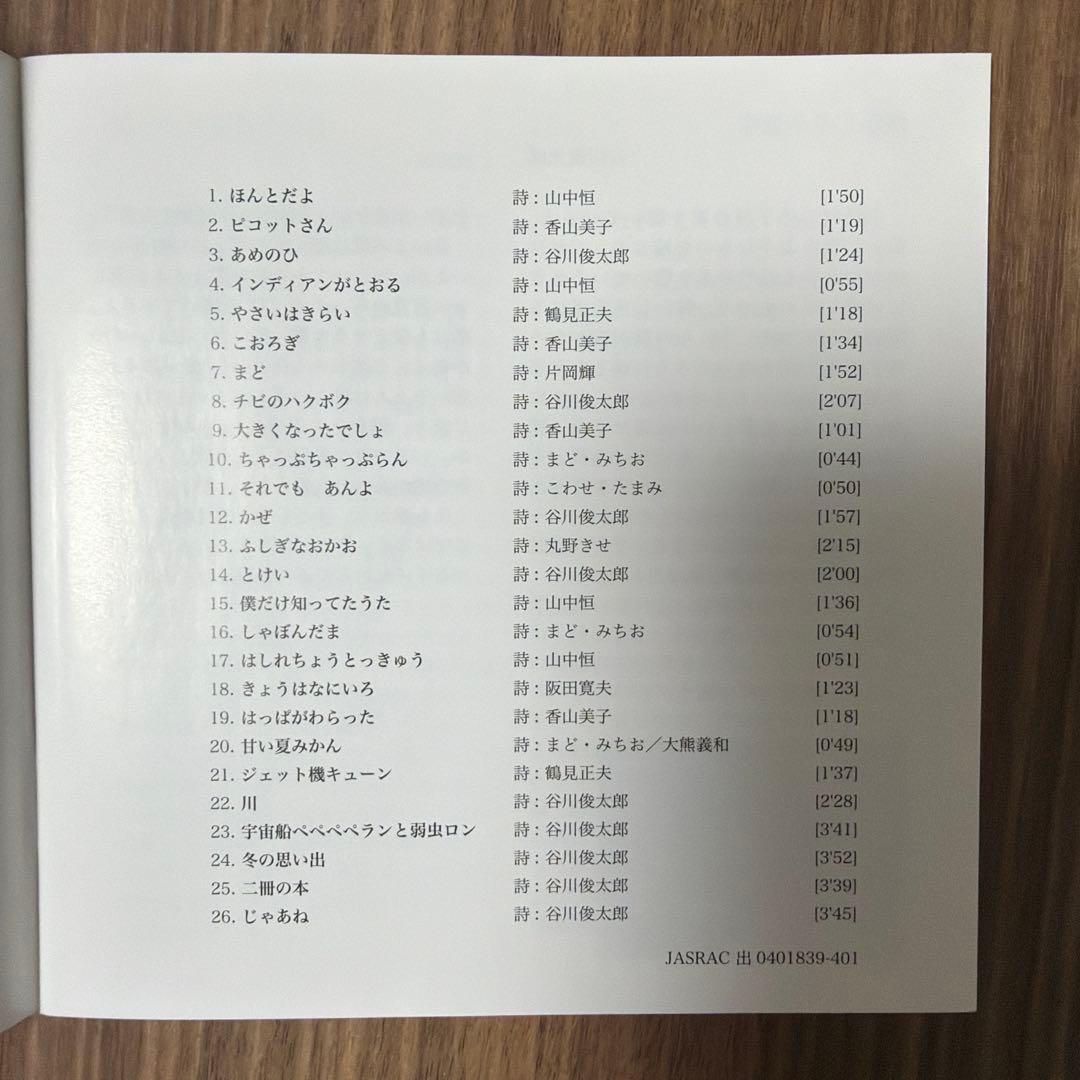 1. ほんとだよ 詩 : 山中恒 [1'50]
2. ピコットさん 詩 : 香山美子 [1'19]
3. あめのひ 詩 : 谷川俊太郎 [1'24]
4. インディアンがとおる 詩 : 山中恒 [0'55]
5. やさいはきらい 詩 : 鶴見正夫 [1'18]
6. こおろぎ 詩 : 香山美子 [1'34]
7. まど 詩 : 片岡輝 [1'52]
8. チビのハクボク 詩 : 谷川俊太郎 [2'07]
9. 大きくなったでしょ 詩 : 香山美子 [1'01]
10. ちゃっぷちゃっぷらん 詩 : まど・みちお [0'44]
11. それでも　あんよ 詩 : こわせ・たまみ [0'50]
12. かぜ 詩 : 谷川俊太郎 [1'57]
13. ふしぎなおかお 詩 : 丸野きせ [2'15]
14. とけい 詩 : 谷川俊太郎 [2'00]
15. 僕だけ知ってたうた 詩 : 山中恒 [1'36]
16. しゃぼんだま 詩 : まど・みちお [0'54]
17. はしれちょうとっきゅう 詩 : 山中恒 [0'51]
18. きょうはなにいろ 詩 : 阪田寛夫 [1'23]
19. はっぱがわらった 詩 : 香山美子 [1'18]
20. 甘い夏みかん 詩 : まど・みちお／大熊義和 [0'49]
21. ジェット機キューン 詩 : 鶴見正夫 [1'37]
22. 川 詩 : 谷川俊太郎 [2'28]
23. 宇宙船ペペペペランと弱虫ロン 詩 : 谷川俊太郎 [3'41]
24. 冬の思い出 詩 : 谷川俊太郎 [3'52]
25. 二冊の本 詩 : 谷川俊太郎 [3'39]
26. じゃあね 詩 : 谷川俊太郎 [3'45]
JASRAC 出 0401839-401